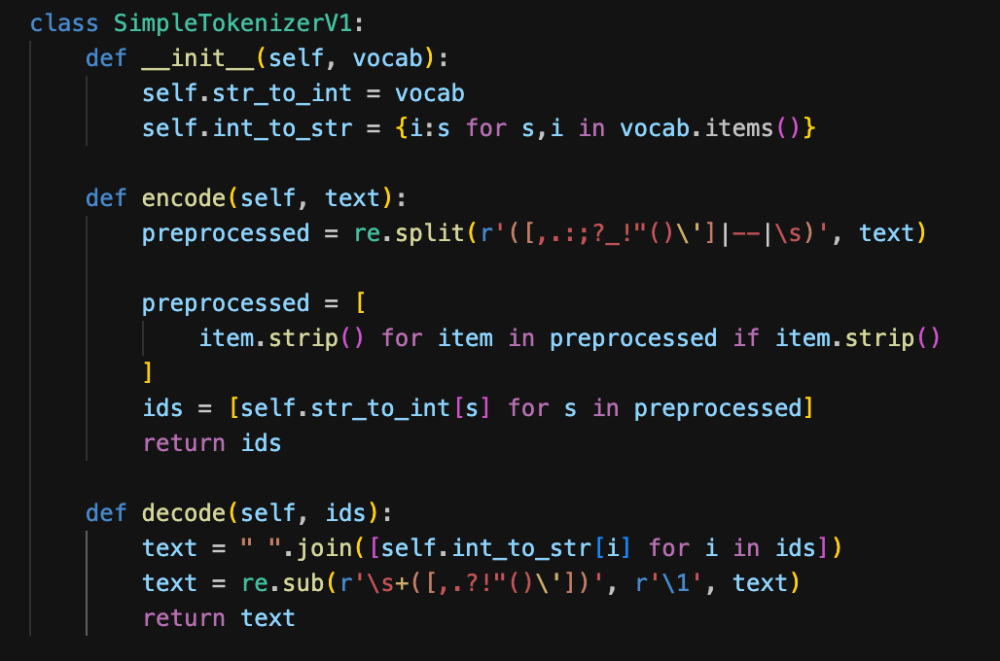 class SimpleTokenizerV1:
    def __init__(self, vocab):
        self.str_to_int = vocab
        self.int_to_str = {i:s for s,i in vocab.items()}

    def encode(self, text):
        preprocessed = re.split(r'([,.:;?_!"()\']|--|\s)', text)

        preprocessed = [
            item.strip() for item in preprocessed if item.strip()
        ]
        ids = [self.str_to_int[s] for s in preprocessed]
        return ids

    def decode(self, ids):
        text = " ".join([self.int_to_str[i] for i in ids])
        text = re.sub(r'\s+([,.?!"()\'])', r'\1', text)
        return text